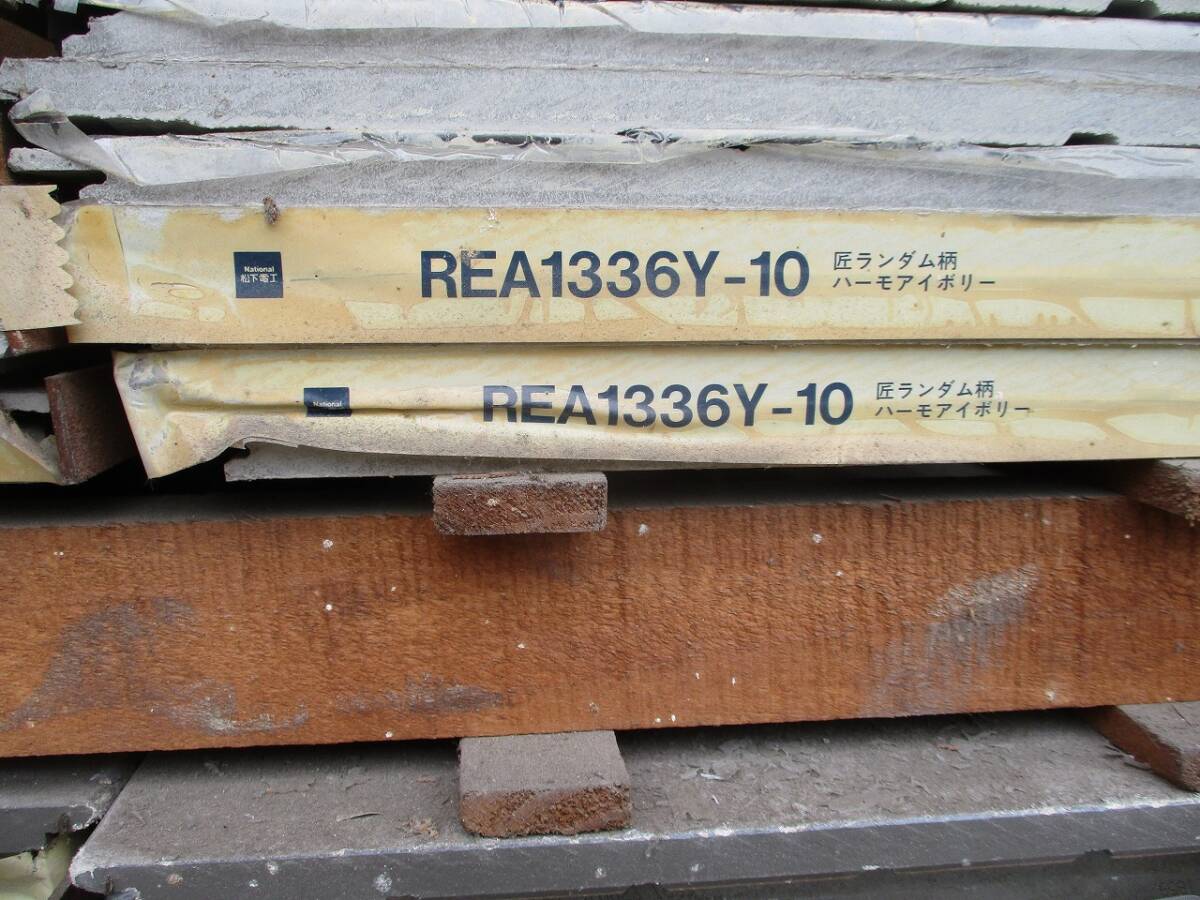 National
松下電工
REA1336Y-10
匠ランダム柄
ハーモアイボリー
National
REA1336Y-10
匠ランダム柄
ハーモアイボリー